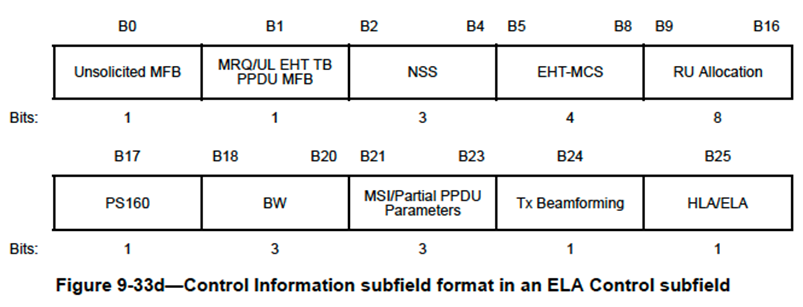 B0 B1 B2 B4 B5 B8 B9 B16
Unsolicited MFB MRQ/UL EHT TB PPDU MFB NSS EHT-MCS RU Allocation
Bits: 1 1 3 4 8
B17 B18 B20 B21 B23 B24 B25
PS160 BW MSI/Partial PPDU Parameters Tx Beamforming HLA/ELA
Bits: 1 3 3 1 1
Figure 9-33d—Control Information subfield format in an ELA Control subfield